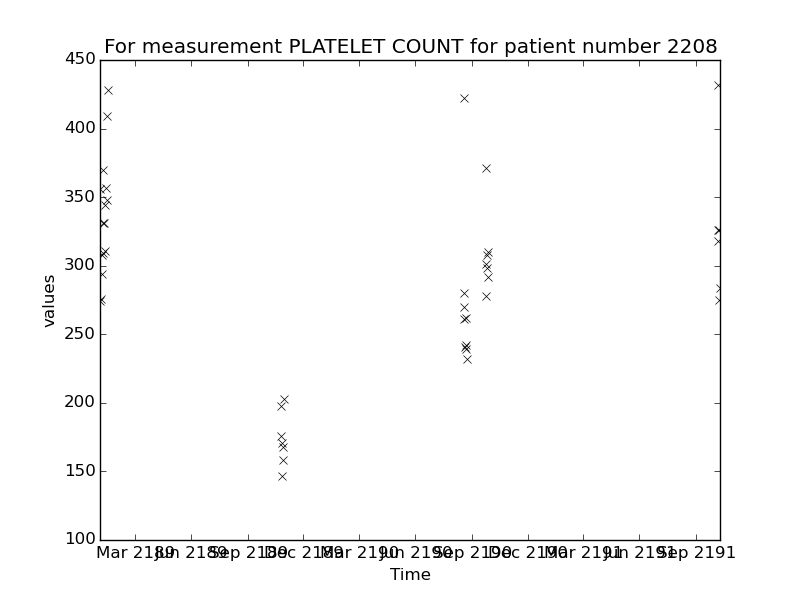 For measurement PLATELET COUNT for patient number 2208
450
400
350
300
250
200
150
100
values
Mar 2189 Jun 2189 Sep 2189 Dec 2189 Mar 2190 Jun 2190 Sep 2190 Dec 2190 Mar 2191 Jun 2191 Sep 2191
Time